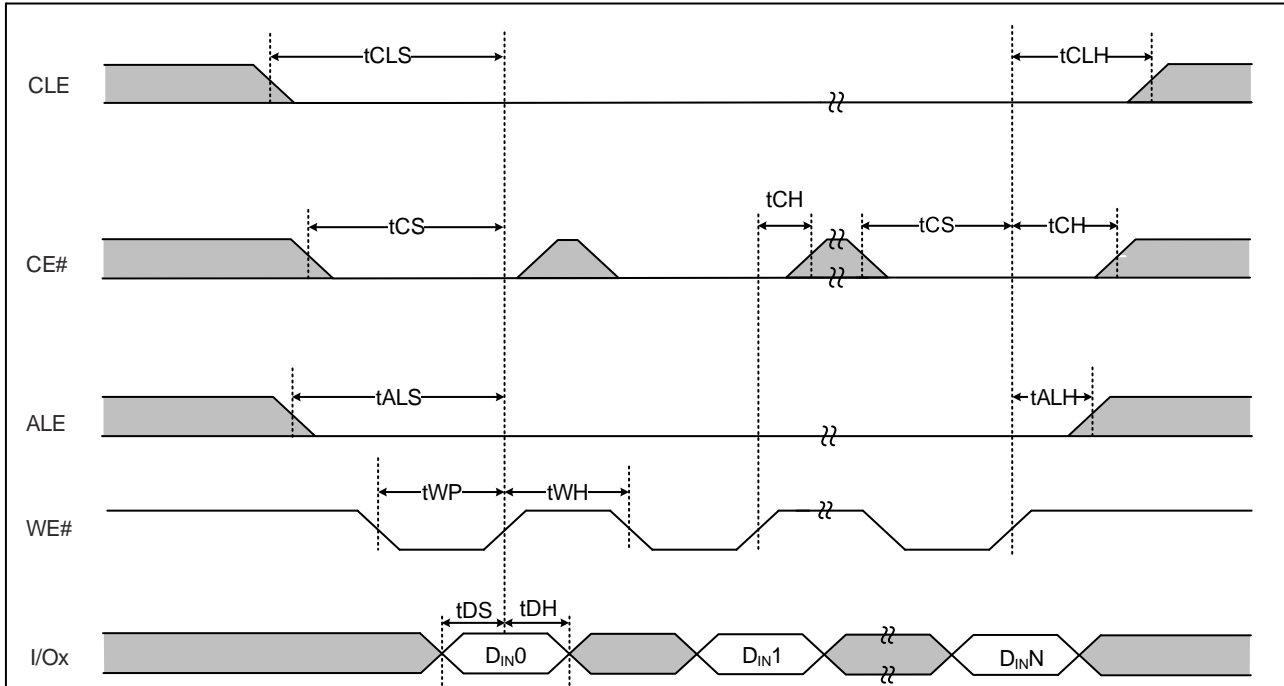 tCLS
tCLH
CLE
tCH
tCS
tCS
tCH
CE#
tALS
tALH
ALE
tWP
tWH
WE#
tDS
tDH
I/Ox
DIN0
DIN1
DINN